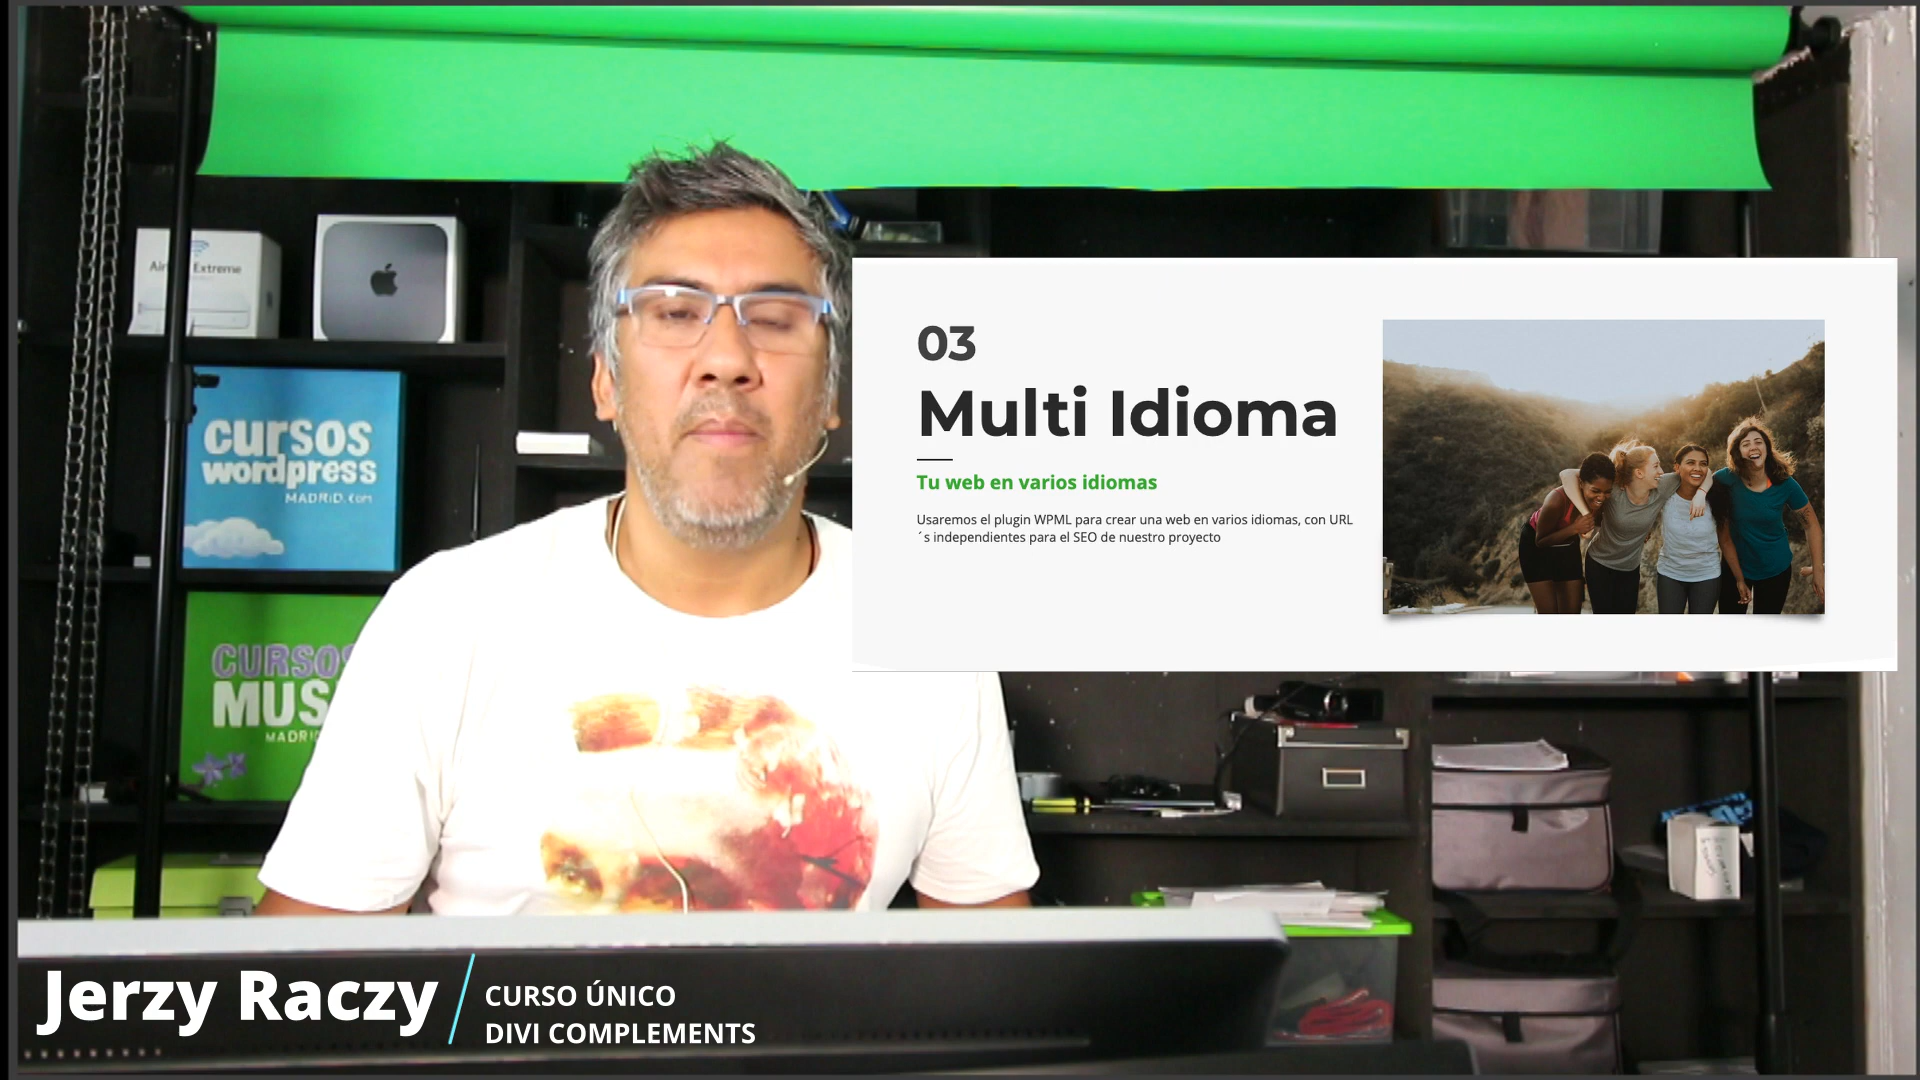 Extreme
cursos
wordpress
MADRID.com
CURSOS
MUS
MADRID
03
Multi Idioma
Tu web en varios idiomas
Usaremos el plugin WPML para crear una web en varios idiomas, con URL
´s independientes para el SEO de nuestro proyecto
Jerzy Raczy
CURSO ÚNICO
DIVI COMPLEMENTS